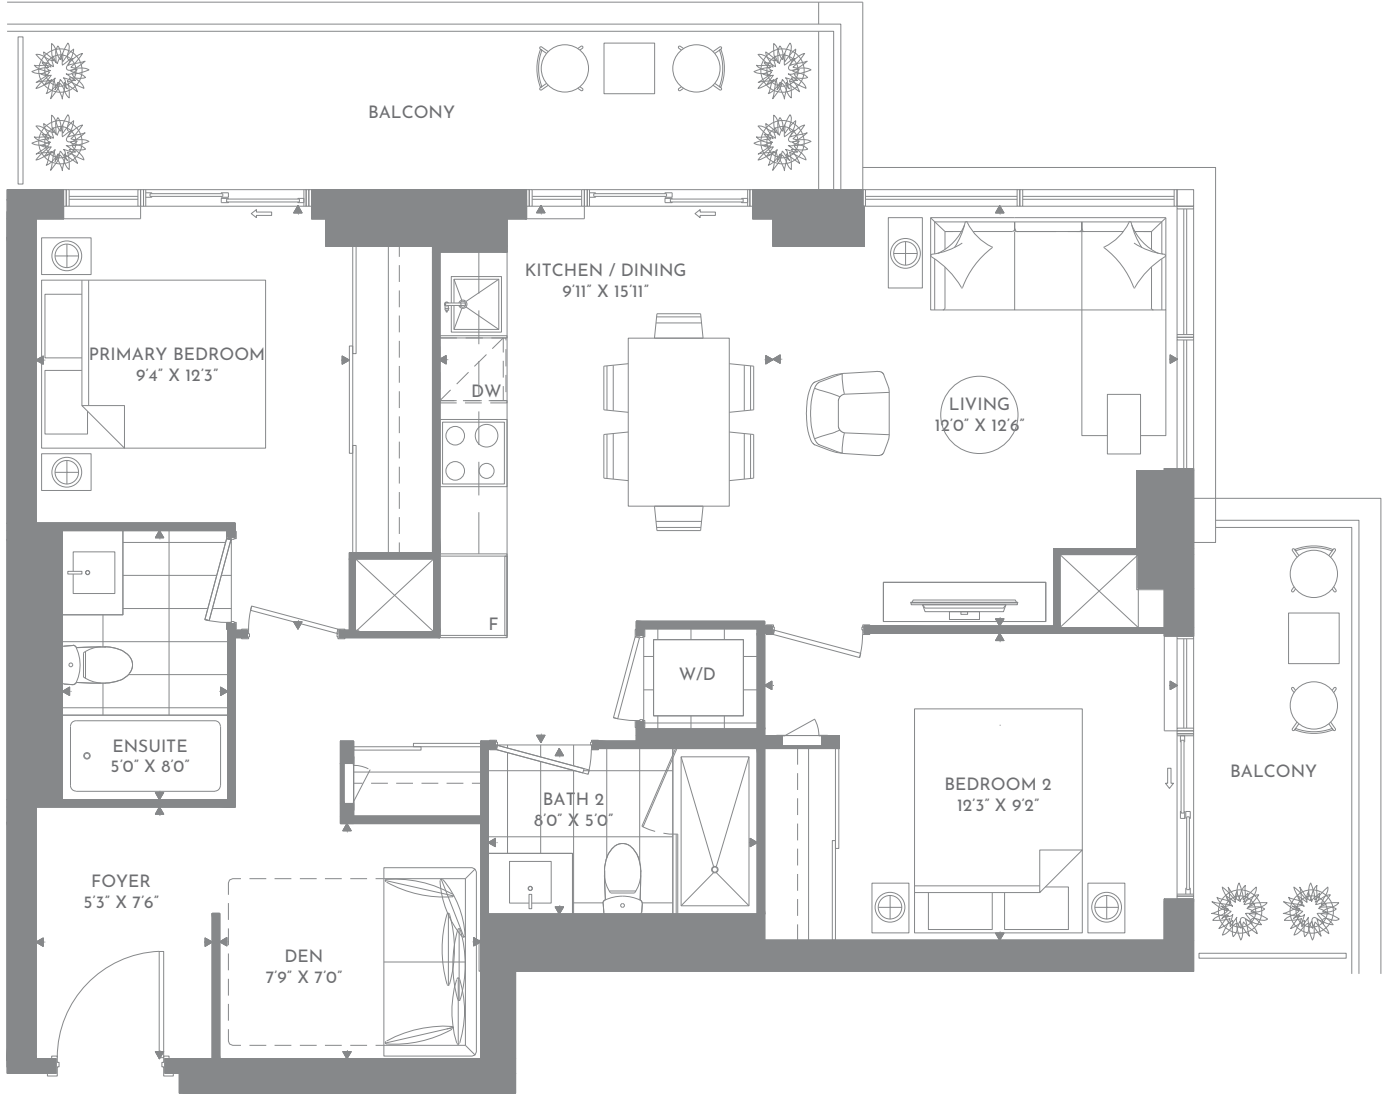 BALCONY
KITCHEN / DINING
9'11" X 15'11"
PRIMARY BEDROOM
9'4" X 12'3"
DW
LIVING
12'0" X 12'6"
F
W/D
ENSUITE
5'0" X 8'0"
BALCONY
BEDROOM 2
12'3" X 9'2"
BATH 2
8'0" X 5'0"
FOYER
5'3" X 7'6"
DEN
7'9" X 7'0"